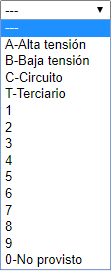 ---
---
A-Alta tensión
B-Baja tensión
C-Circuito
T-Terciario
1
2
3
4
5
6
7
8
9
0-No provisto